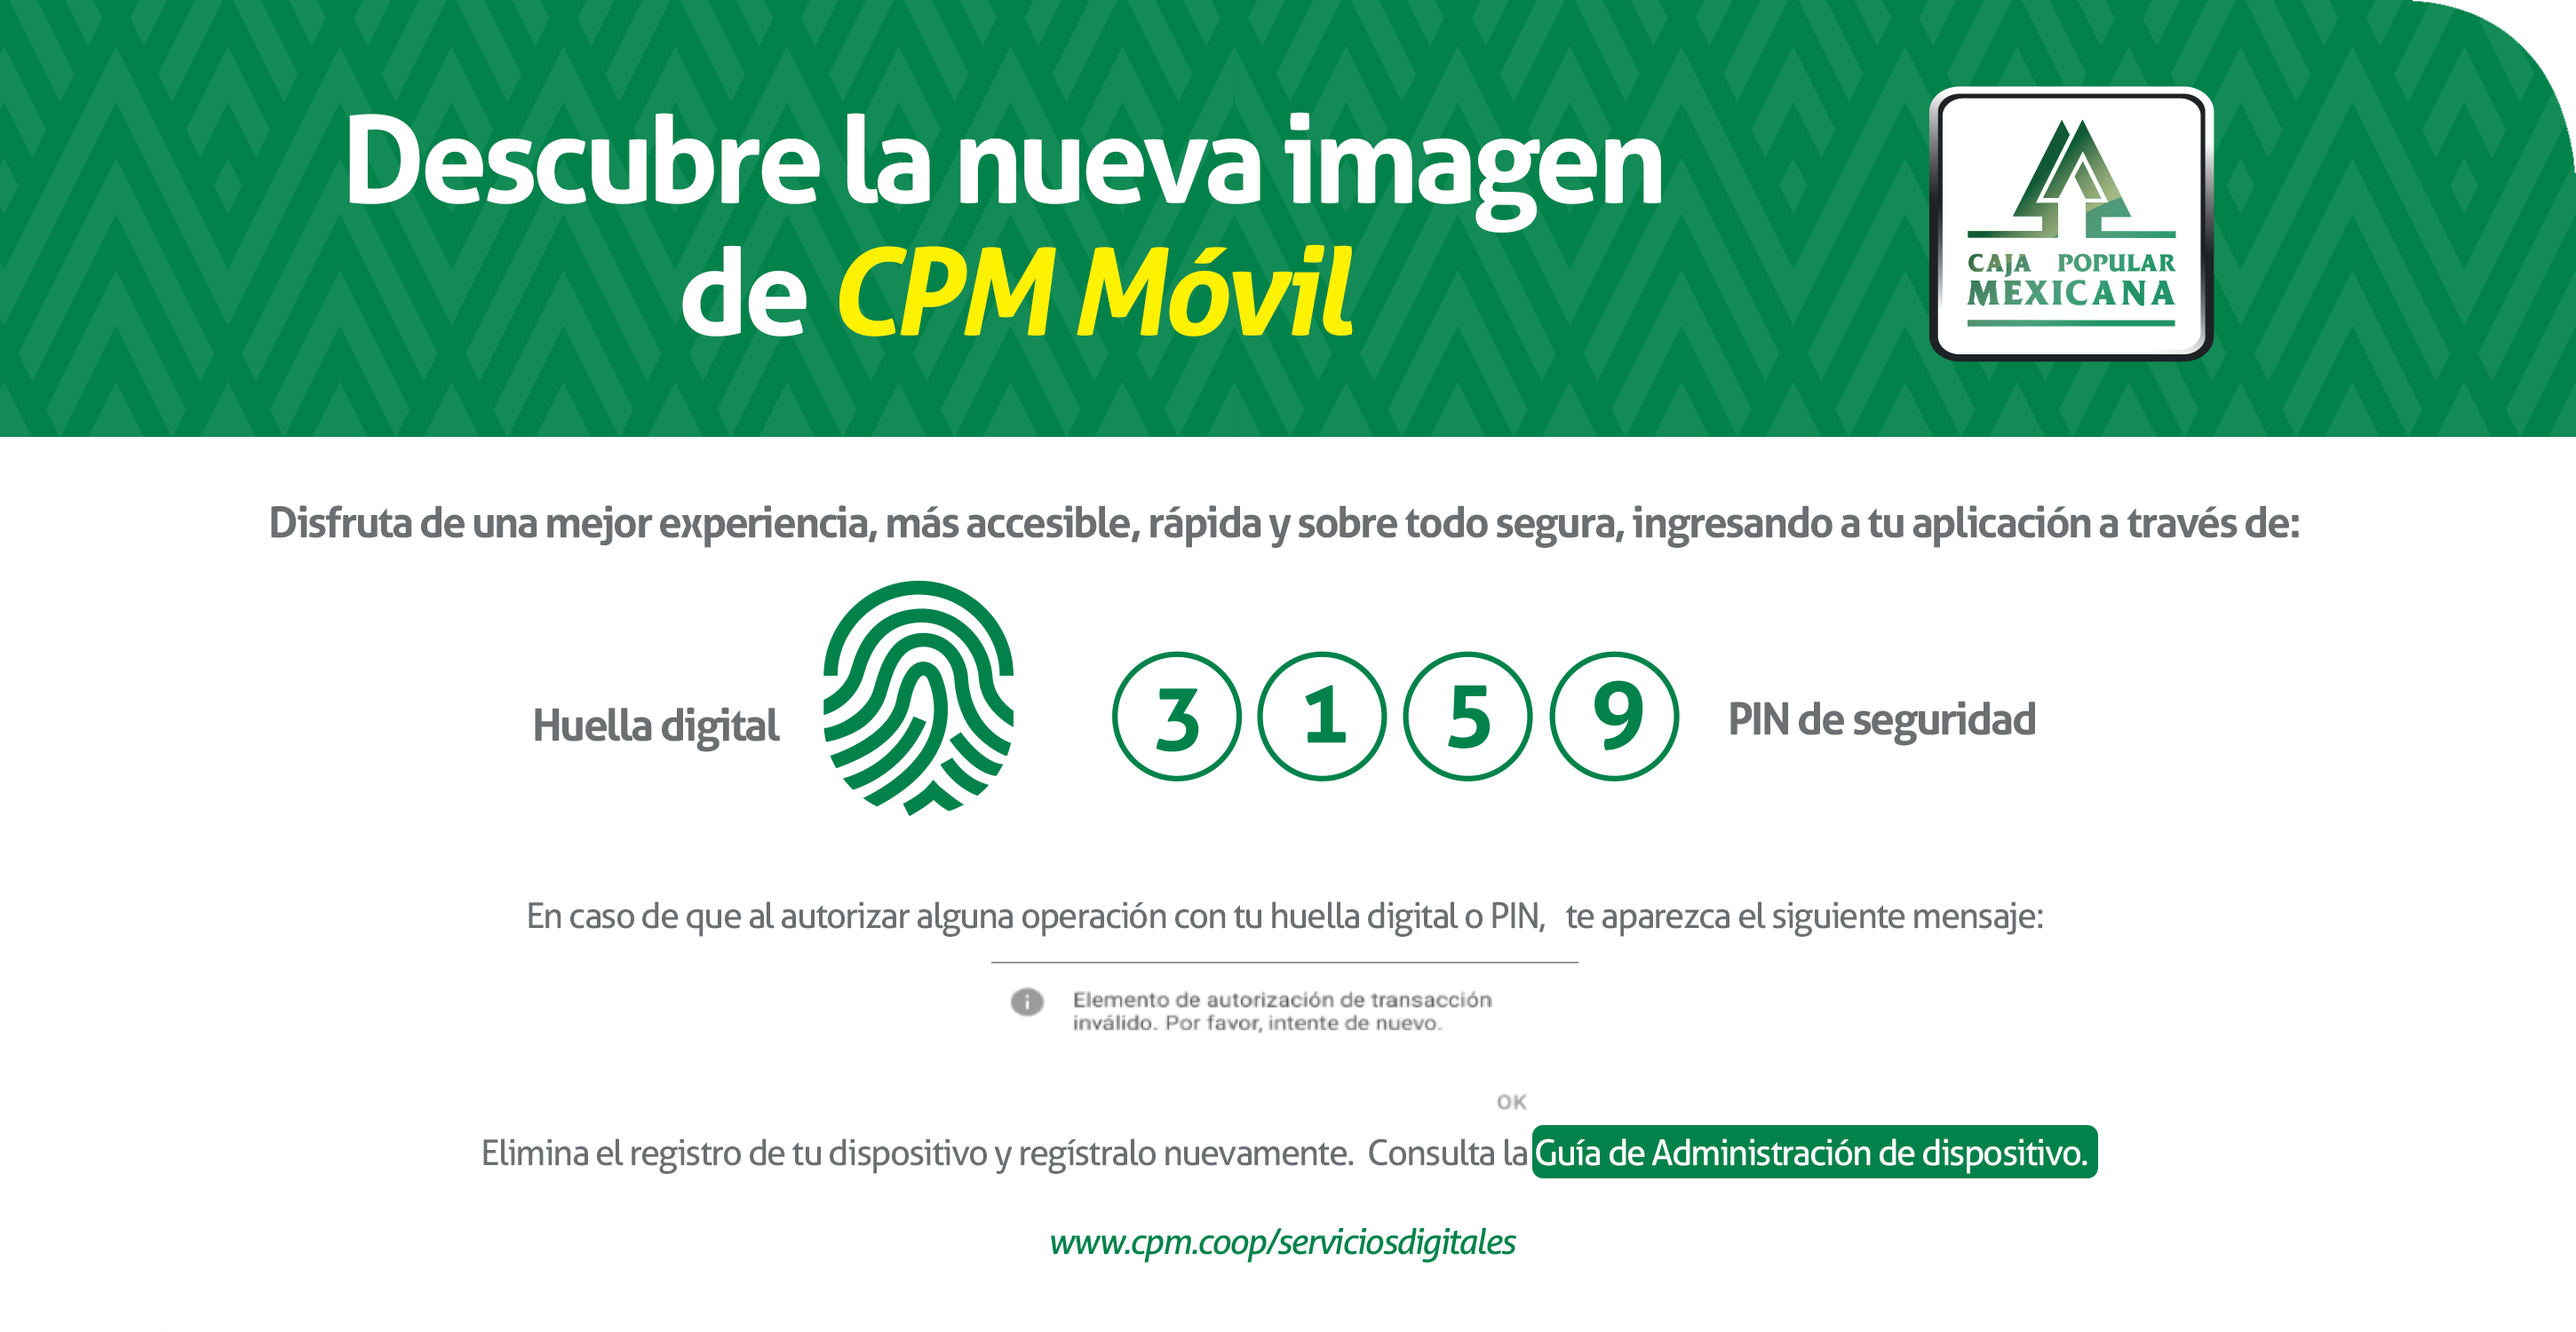 Descubre la nueva imagen
de CPM Móvil
CAJA POPULAR
MEXICANA
Disfruta de una mejor experiencia, más accesible, rápida y sobre todo segura, ingresando a tu aplicación a través de:
Huella digital
3 1 5 9
PIN de seguridad
En caso de que al autorizar alguna operación con tu huella digital o PIN, te aparezca el siguiente mensaje:
Elemento de autorización de transacción
inválido. Por favor, intente de nuevo.
OK
Elimina el registro de tu dispositivo y regístralo nuevamente. Consulta la Guía de Administración de dispositivo.
www.cpm.coop/serviciosdigitales